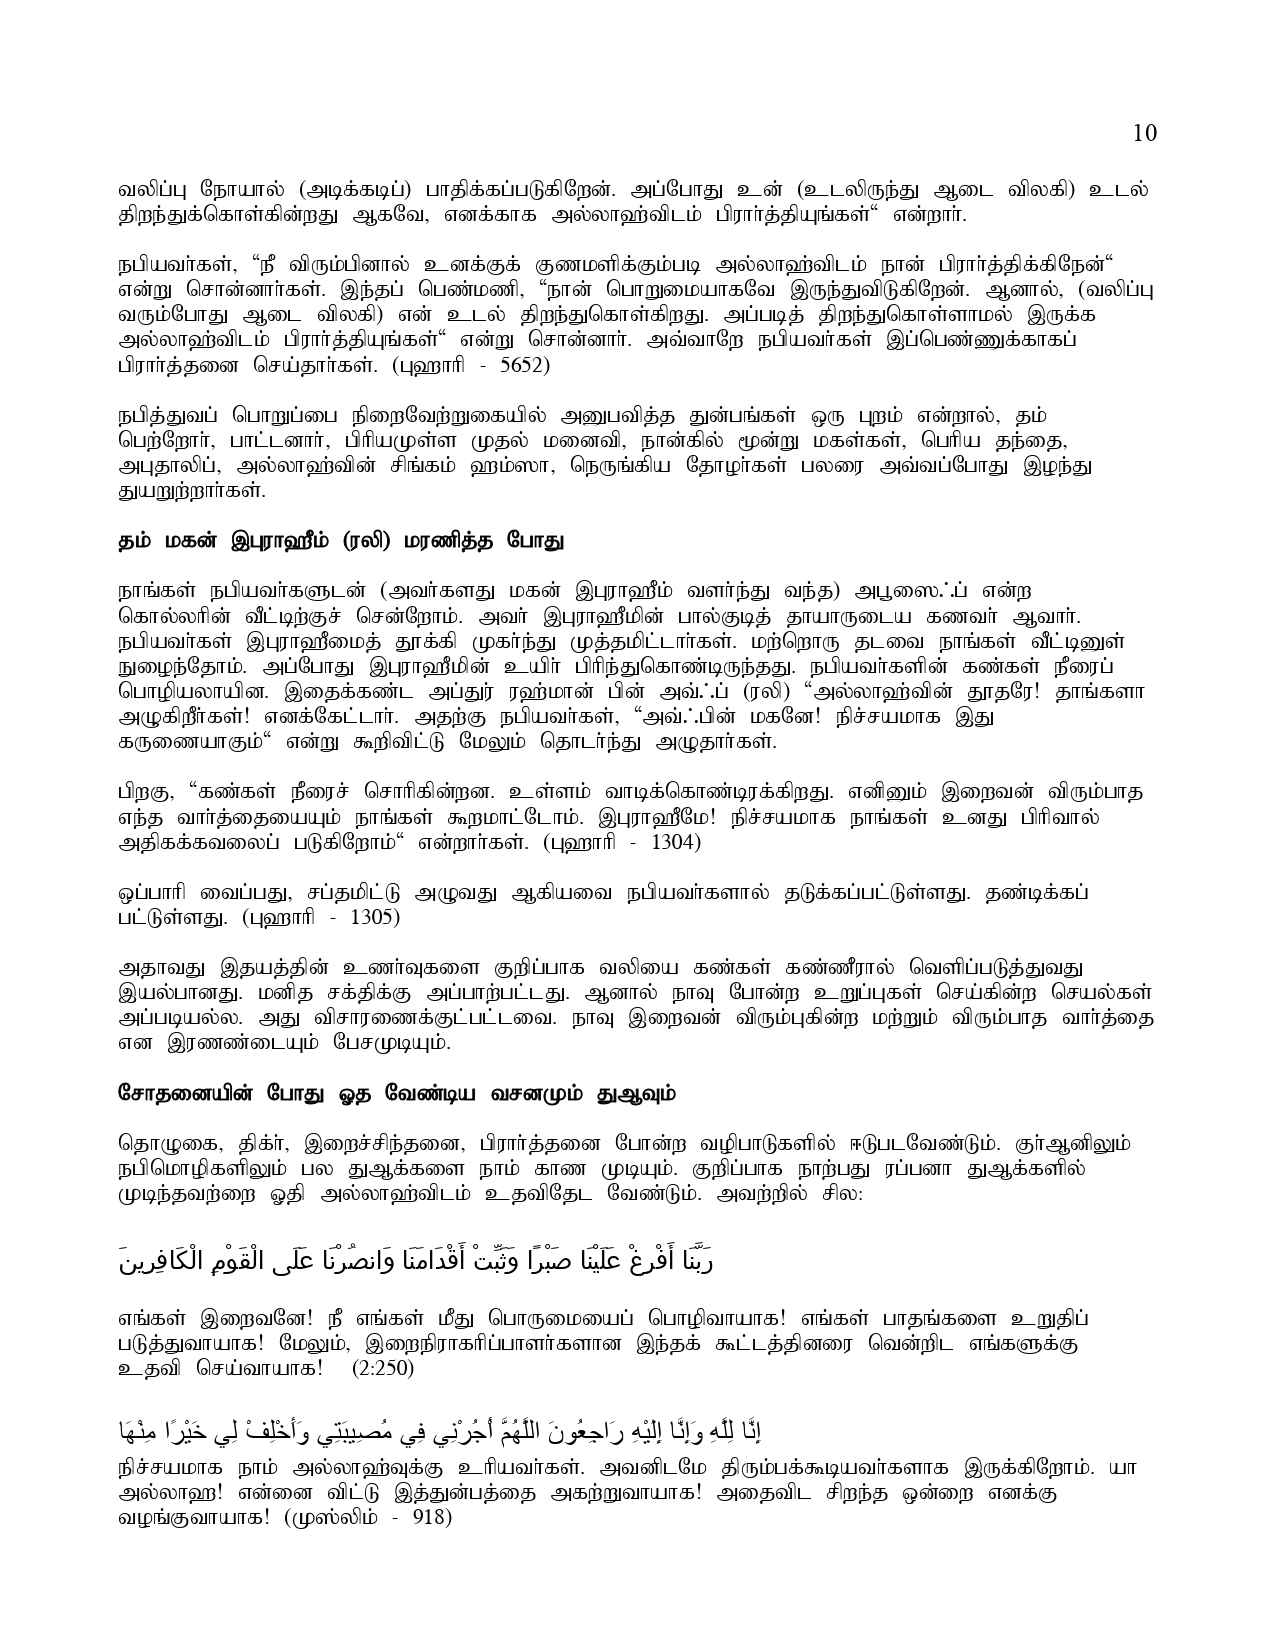 10
வலிப்பு நோயால் (அடிக்கடிப்) பாதிக்கப்படுகிறேன். அப்போது உன் (உடலிருந்து ஆடை விலகி) உடல்
திறந்துக்கொள்கின்றது ஆகவே, எனக்காக அல்லாஹ்விடம் பிரார்த்தியுங்கள்“ என்றார்.
நபியவர்கள், “நீ விரும்பினால் உனக்குக் குணமளிக்கும்படி அல்லாஹ்விடம் நான் பிரார்த்திக்கிநேன்“
என்று சொன்னார்கள். இந்தப் பெண்மணி, “நான் பொறுமையாகவே இருந்துவிடுகிறேன். ஆனால், (வலிப்பு
வரும்போது ஆடை விலகி) என் உடல் திறந்துகொள்கிறது. அப்படித் திறந்துகொள்ளாமல் இருக்க
அல்லாஹ்விடம் பிரார்த்தியுங்கள்“ என்று சொன்னார். அவ்வாறே நபியவர்கள் இப்பெண்ணுக்காகப்
பிரார்த்தனை செய்தார்கள். (புஹாரி - 5652)
நபித்துவப் பொறுப்பை நிறைவேற்றுகையில் அனுபவித்த துன்பங்கள் ஒரு புறம் என்றால், தம்
பெற்றோர், பாட்டனார், பிரியமுள்ள முதல் மனைவி, நான்கில் மூன்று மகள்கள், பெரிய தந்தை,
அபுதாலிப், அல்லாஹ்வின் சிங்கம் ஹம்ஸா, நெருங்கிய தோழர்கள் பலரை அவ்வப்போது இழந்து
துயறுற்றார்கள்.
தம் மகன் இபுராஹீம் (ரலி) மரணித்த போது
நாங்கள் நபியவர்களுடன் (அவர்களது மகன் இபுராஹீம் வளர்ந்து வந்த) அபூஸைஃப் என்ற
கொல்லரின் வீட்டிற்குச் சென்றோம். அவர் இபுராஹீமின் பால்குடித் தாயாருடைய கணவர் ஆவார்.
நபியவர்கள் இபுராஹீமைத் தூக்கி முகர்ந்து முத்தமிட்டார்கள். மற்றொரு தடவை நாங்கள் வீட்டினுள்
நுழைந்தோம். அப்போது இபுராஹீமின் உயிர் பிரிந்துகொண்டிருந்தது. நபியவர்களின் கண்கள் நீரைப்
பொழியலாயின. இதைக்கண்ட அப்துர் ரஹ்மான் பின் அவ்ஃப் (ரலி) “அல்லாஹ்வின் தூதரே! தாங்களா
அழுகிறீர்கள்! எனக்கேட்டார். அதற்கு நபியவர்கள், “அவ்ஃபின் மகனே! நிச்சயமாக இது
கருணையாகும்“ என்று கூறிவிட்டு மேலும் தொடர்ந்து அழுதார்கள்.
பிறகு, “கண்கள் நீரைச் சொரிகின்றன. உள்ளம் வாடிக்கொண்டிரக்கிறது. எனினும் இறைவன் விரும்பாத
எந்த வார்த்தையையும் நாங்கள் கூறமாட்டோம். இபுராஹீமே! நிச்சயமாக நாங்கள் உனது பிரிவால்
அதிகக்கவலைப் படுகிறோம்“ என்றார்கள். (புஹாரி - 1304)
ஒப்பாரி வைப்பது, சப்தமிட்டு அழுவது ஆகியவை நபியவர்களால் தடுக்கப்பட்டுள்ளது. தண்டிக்கப்
பட்டுள்ளது. (புஹாரி - 1305)
அதாவது இதயத்தின் உணர்வுகளை குறிப்பாக வலியை கண்கள் கண்ணீரால் வெளிப்படுத்துவது
இயல்பானது. மனித சக்திக்கு அப்பாற்பட்டது. ஆனால் நாவு போன்ற உறுப்புகள் செய்கின்ற செயல்கள்
அப்படியல்ல. அது விசாரணைக்குட்பட்டவை. நாவு இறைவன் விரும்புகின்ற மற்றும் விரும்பாத வார்த்தை
என இரணண்டையும் பேசமுடியும்.
சோதனையின் போது ஓத வேண்டிய வசனமும் துஆவும்
தொழுகை, திக்ர், இறைச்சிந்தனை, பிரார்த்தனை போன்ற வழிபாடுகளில் ஈடுபடவேண்டும். குர்ஆனிலும்
நபிமொழிகளிலும் பல துஆக்களை நாம் காண முடியும். குறிப்பாக நாற்பது ரப்பனா துஆக்களில்
முடிந்தவற்றை ஓதி அல்லாஹ்விடம் உதவிதேட வேண்டும். அவற்றில் சில:
رَبَّنَا أَفْرِغْ عَلَيْنَا صَبْرًا وَثَبِّتْ أَقْدَامَنَا وَانصُرْنَا عَلَى الْقَوْمِ الْكَافِرِينَ
எங்கள் இறைவனே! நீ எங்கள் மீது பொருமையைப் பொழிவாயாக! எங்கள் பாதங்களை உறுதிப்
படுத்துவாயாக! மேலும், இறைநிராகரிப்பாளர்களான இந்தக் கூட்டத்தினரை வென்றிட எங்களுக்கு
உதவி செய்வாயாக! (2:250)
إِنَّا لِلَّهِ وَإِنَّا إِلَيْهِ رَاجِعُونَ اللَّهُمَّ أْجُرْنِي فِي مُصِيبَتِي وَأَخْلِفْ لِي خَيْرًا مِنْهَا
நிச்சயமாக நாம் அல்லாஹ்வுக்கு உரியவர்கள். அவனிடமே திரும்பக்கூடியவர்களாக இருக்கிறோம். யா
அல்லாஹ! என்னை விட்டு இத்துன்பத்தை அகற்றுவாயாக! அதைவிட சிறந்த ஒன்றை எனக்கு
வழங்குவாயாக! (முஸ்லிம் - 918)